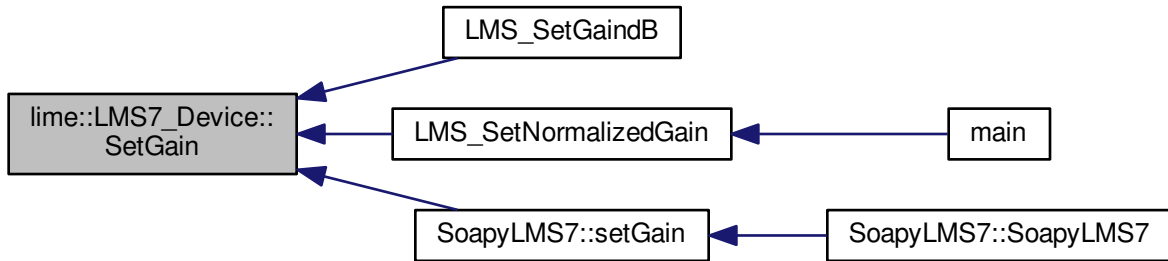 LMS_SetGaindB
lime::LMS7_Device::
SetGain
LMS_SetNormalizedGain
main
SoapyLMS7::setGain
SoapyLMS7::SoapyLMS7